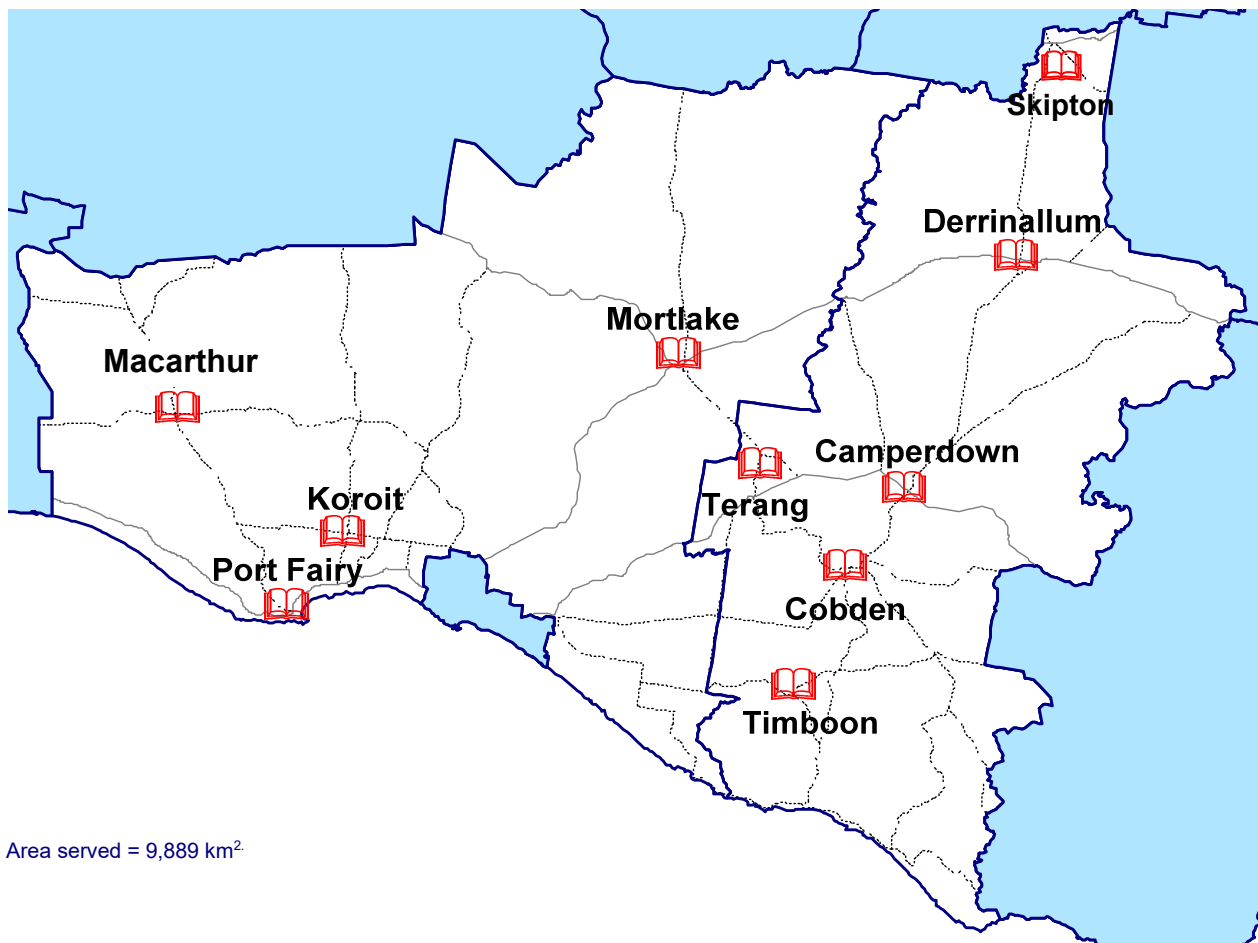 Skipton
Derrinallum
Mortlake
Macarthur
Camperdown
Koroit
Terang
Port Fairy
Cobden
Timboon
Area served = 9,889 km².